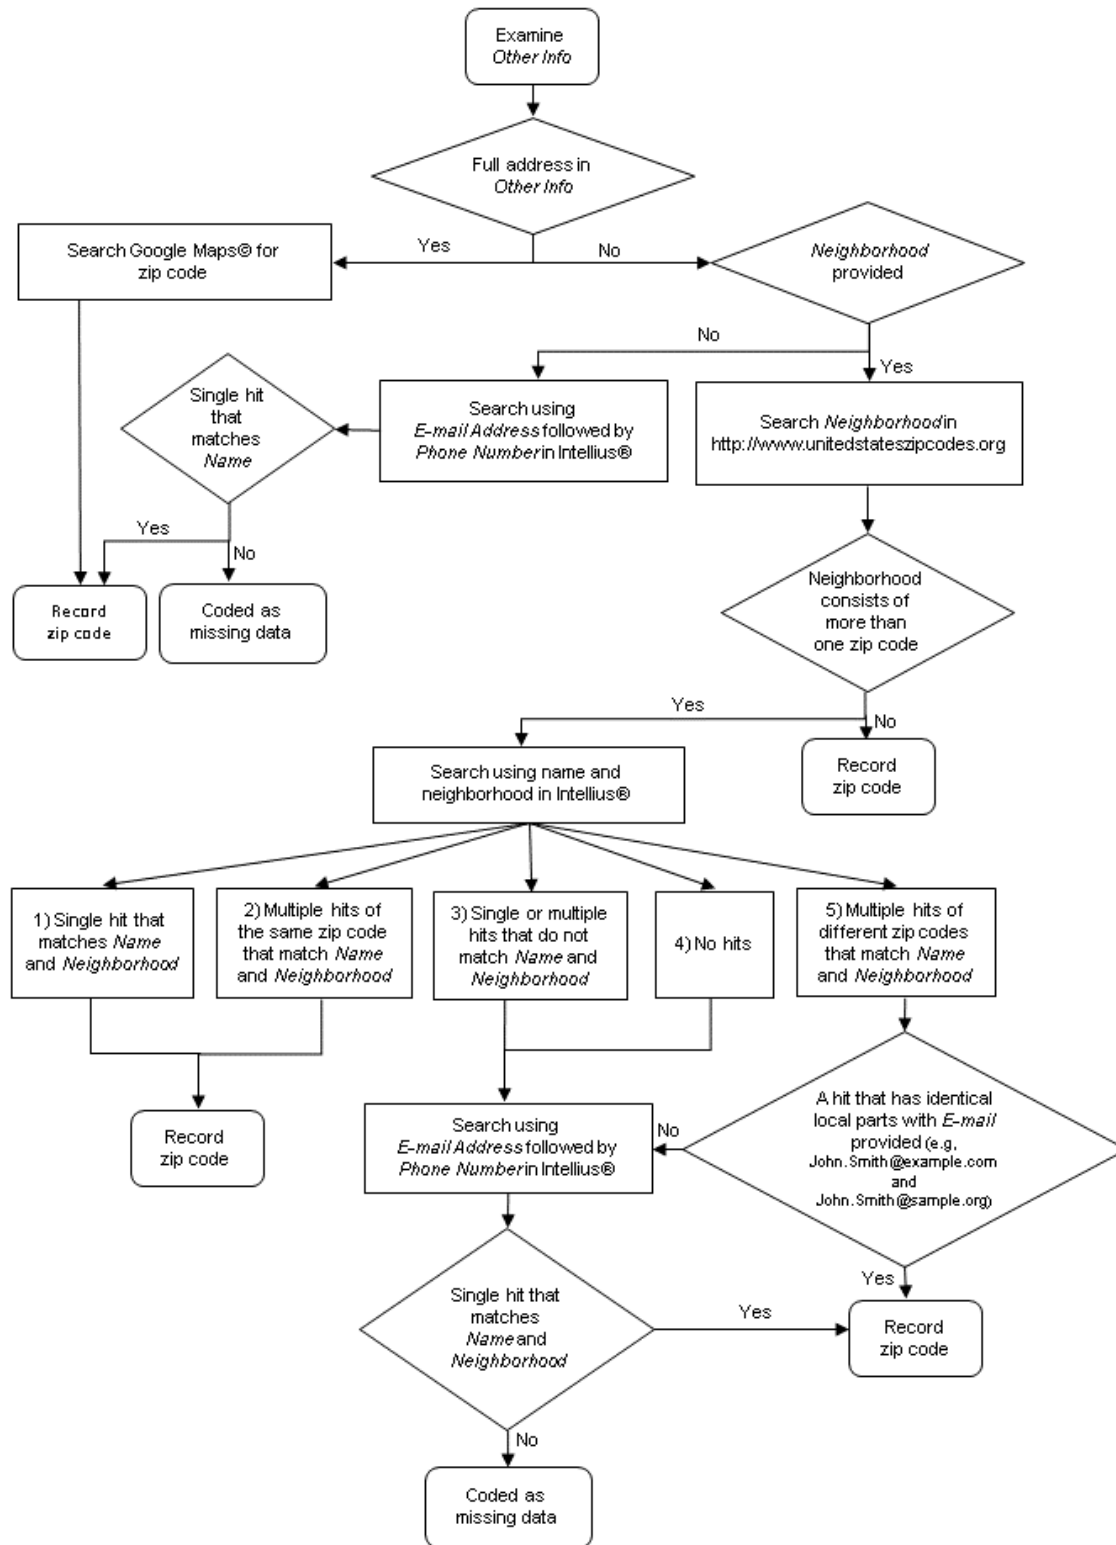 Examine
Other Info
Full address in
Other Info
Yes
No
Search Google Maps© for
zip code
Neighborhood
provided
No
Yes
Single hit
that
matches
Name
Search using
E-mail Address followed by
Phone Number in Intellius®
Search Neighborhood in
http://www.unitedstateszipcodes.org
Yes
No
Record
zip code
Coded as
missing data
Neighborhood
consists of
more than
one zip code
Yes
No
Search using name and
neighborhood in Intellius®
Record
zip code
1) Single hit that
matches Name
and Neighborhood
2) Multiple hits of
the same zip code
that match Name
and Neighborhood
3) Single or multiple
hits that do not
match Name and
Neighborhood
4) No hits
5) Multiple hits of
different zip codes
that match Name
and Neighborhood
Record
zip code
Search using
E-mail Address followed by
Phone Number in Intellius®
No
A hit that has identical
local parts with E-mail
provided (e.g,
John.Smith@example.com
and
John.Smith@sample.org)
Yes
Single hit that
matches
Name and
Neighborhood
Yes
Record
zip code
No
Coded as
missing data